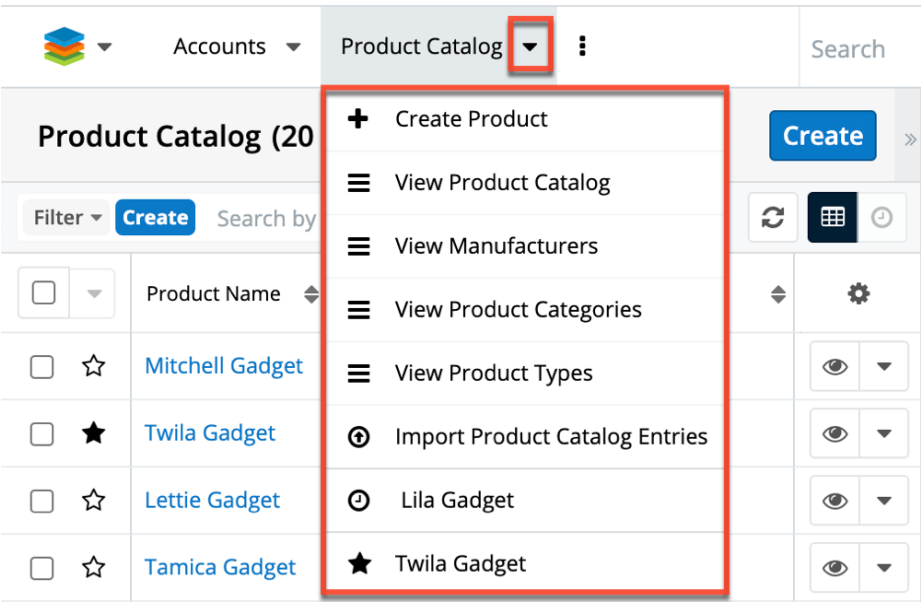 Accounts Product Catalog Search
Product Catalog (20
Create
Filter Create Search by
Product Name
Mitchell Gadget
Twila Gadget
Lettie Gadget
Tamica Gadget
Create Product
View Product Catalog
View Manufacturers
View Product Categories
View Product Types
Import Product Catalog Entries
Lila Gadget
Twila Gadget